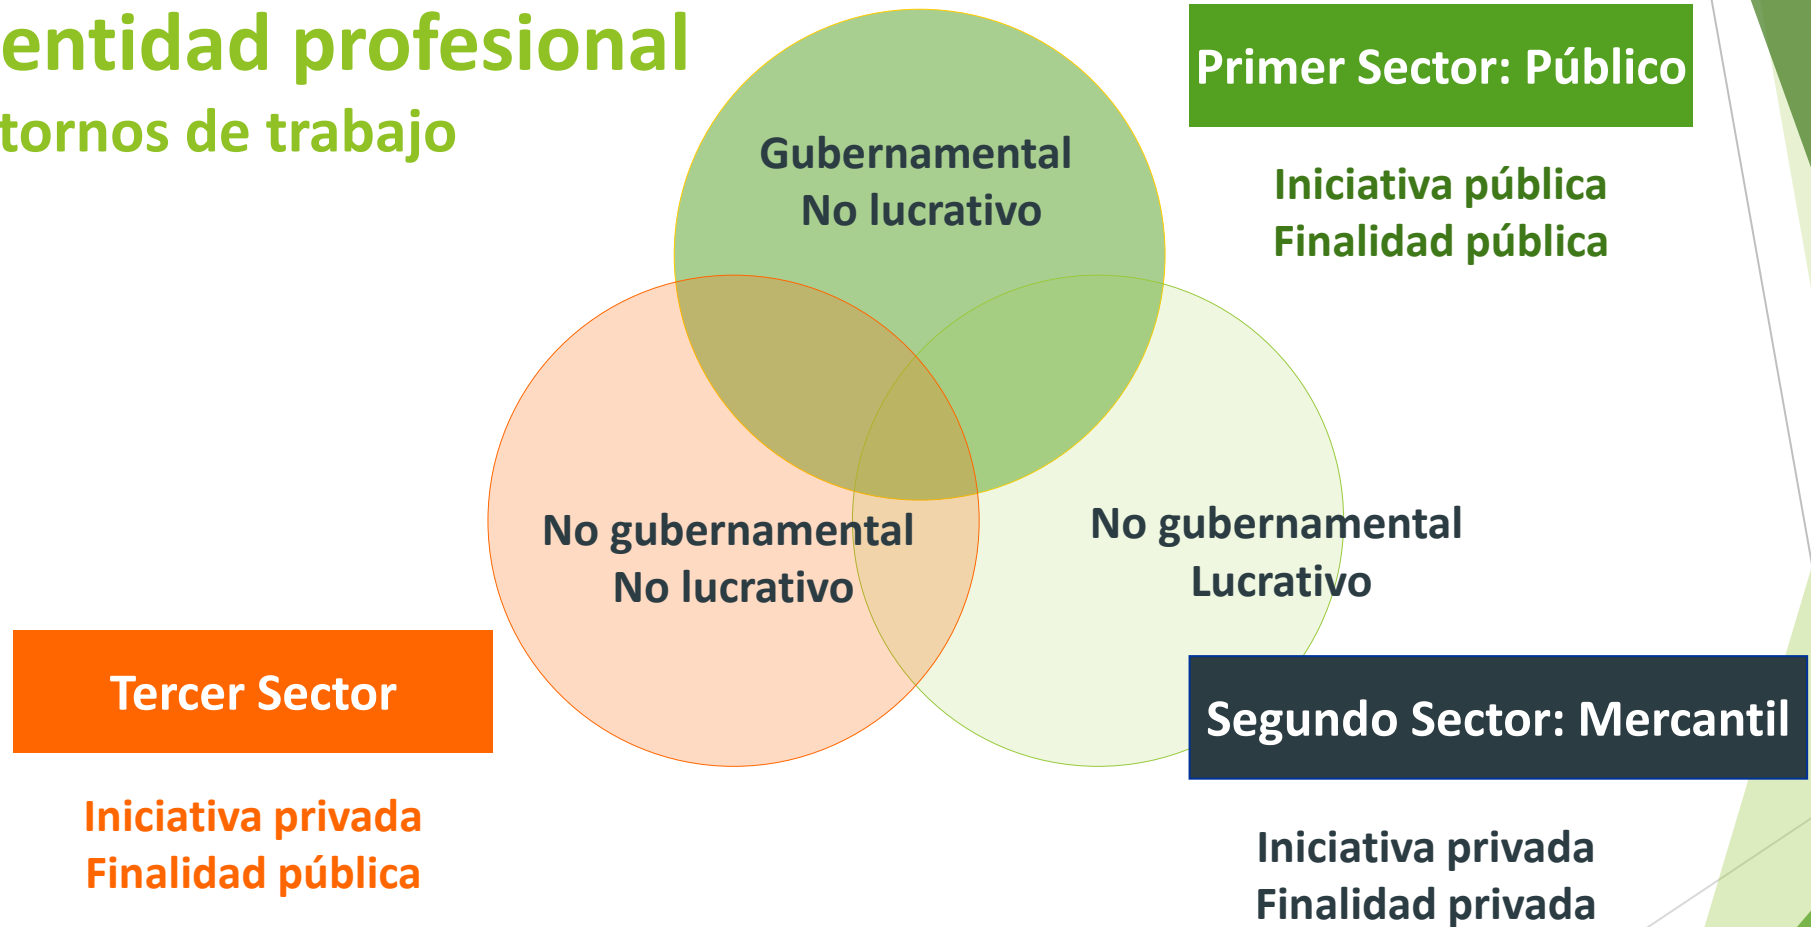 entidad profesional
tornos de trabajo
Primer Sector: Público
Iniciativa pública
Finalidad pública
Gubernamental
No lucrativo
No gubernamental
No lucrativo
No gubernamental
Lucrativo
Tercer Sector
Iniciativa privada
Finalidad pública
Segundo Sector: Mercantil
Iniciativa privada
Finalidad privada